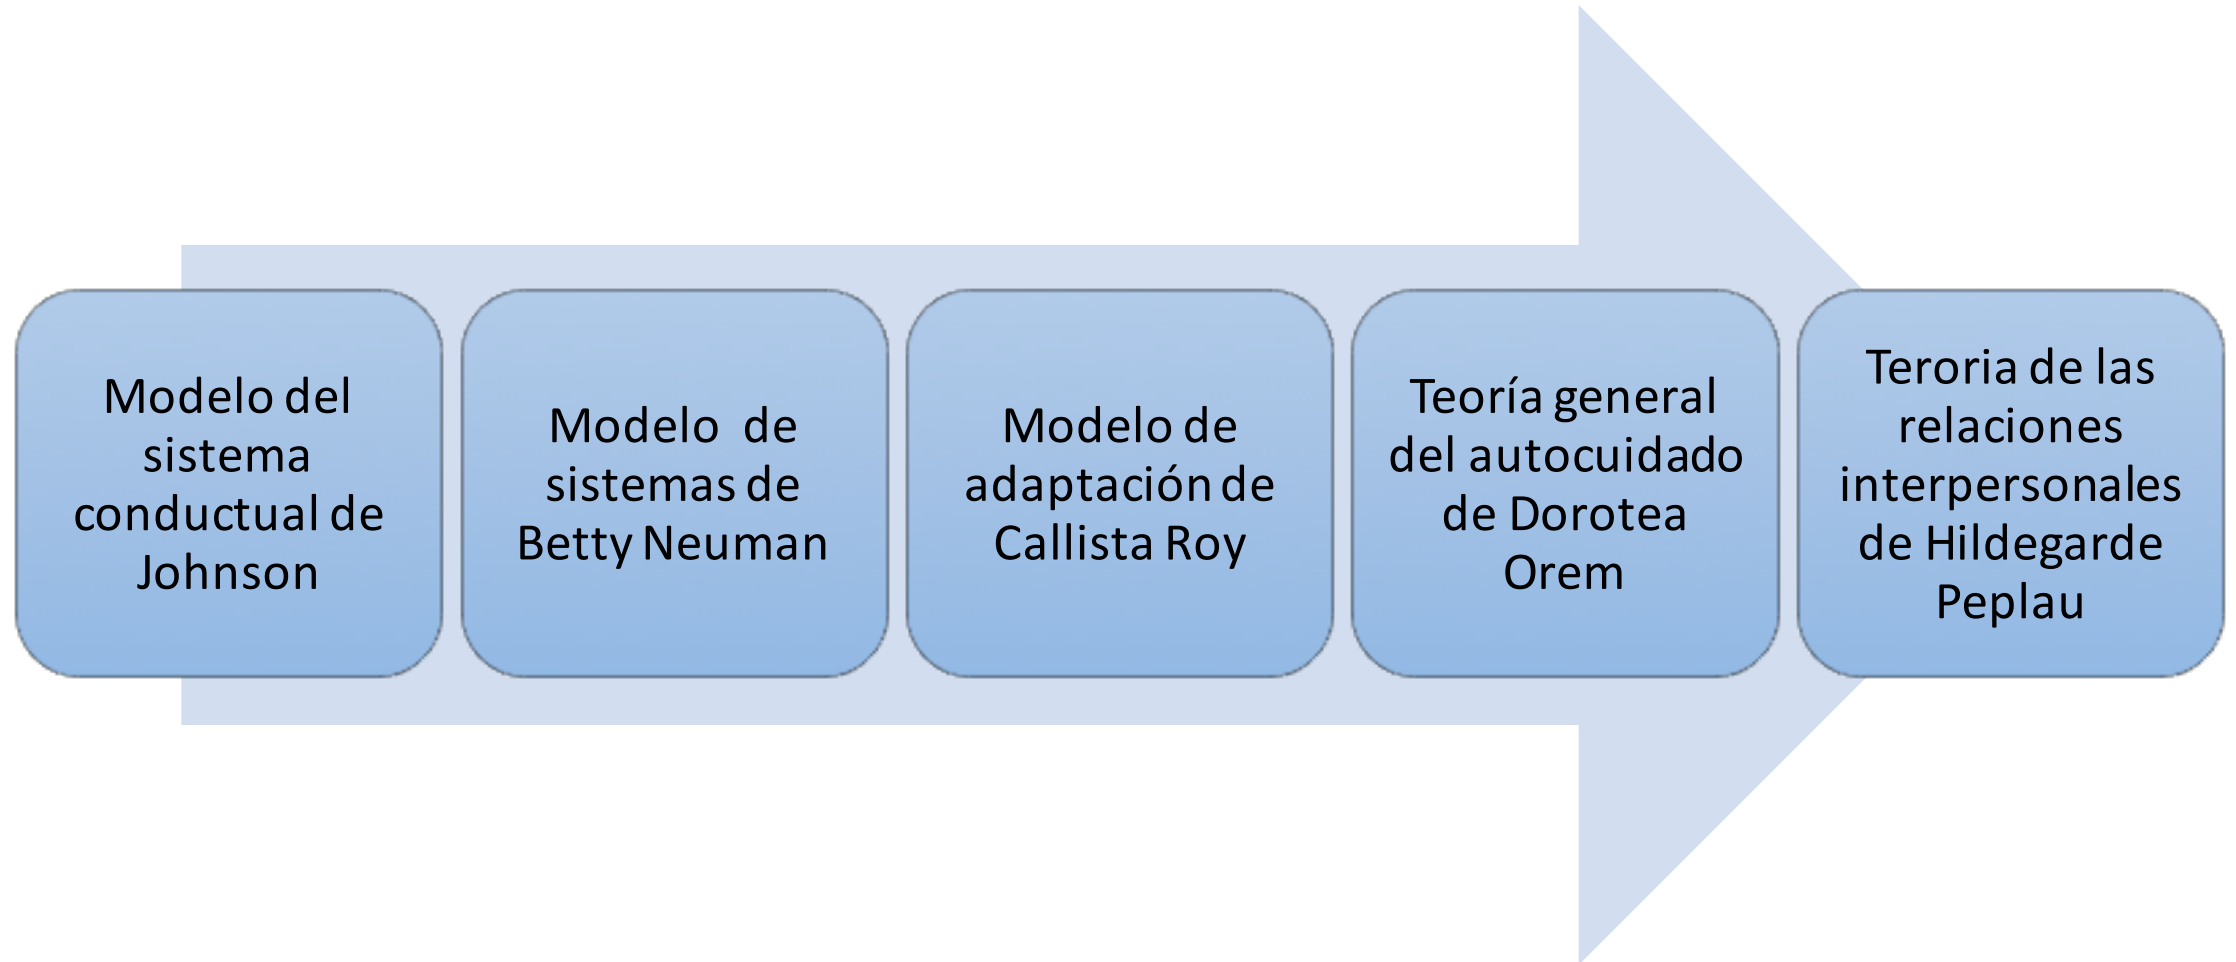 Modelo del
sistema
conductual de
Johnson
Modelo de
sistemas de
Betty Neuman
Modelo de
adaptación de
Callista Roy
Teoría general
del autocuidado
de Dorotea
Orem
Teroria de las
relaciones
interpersonales
de Hildegarde
Peplau